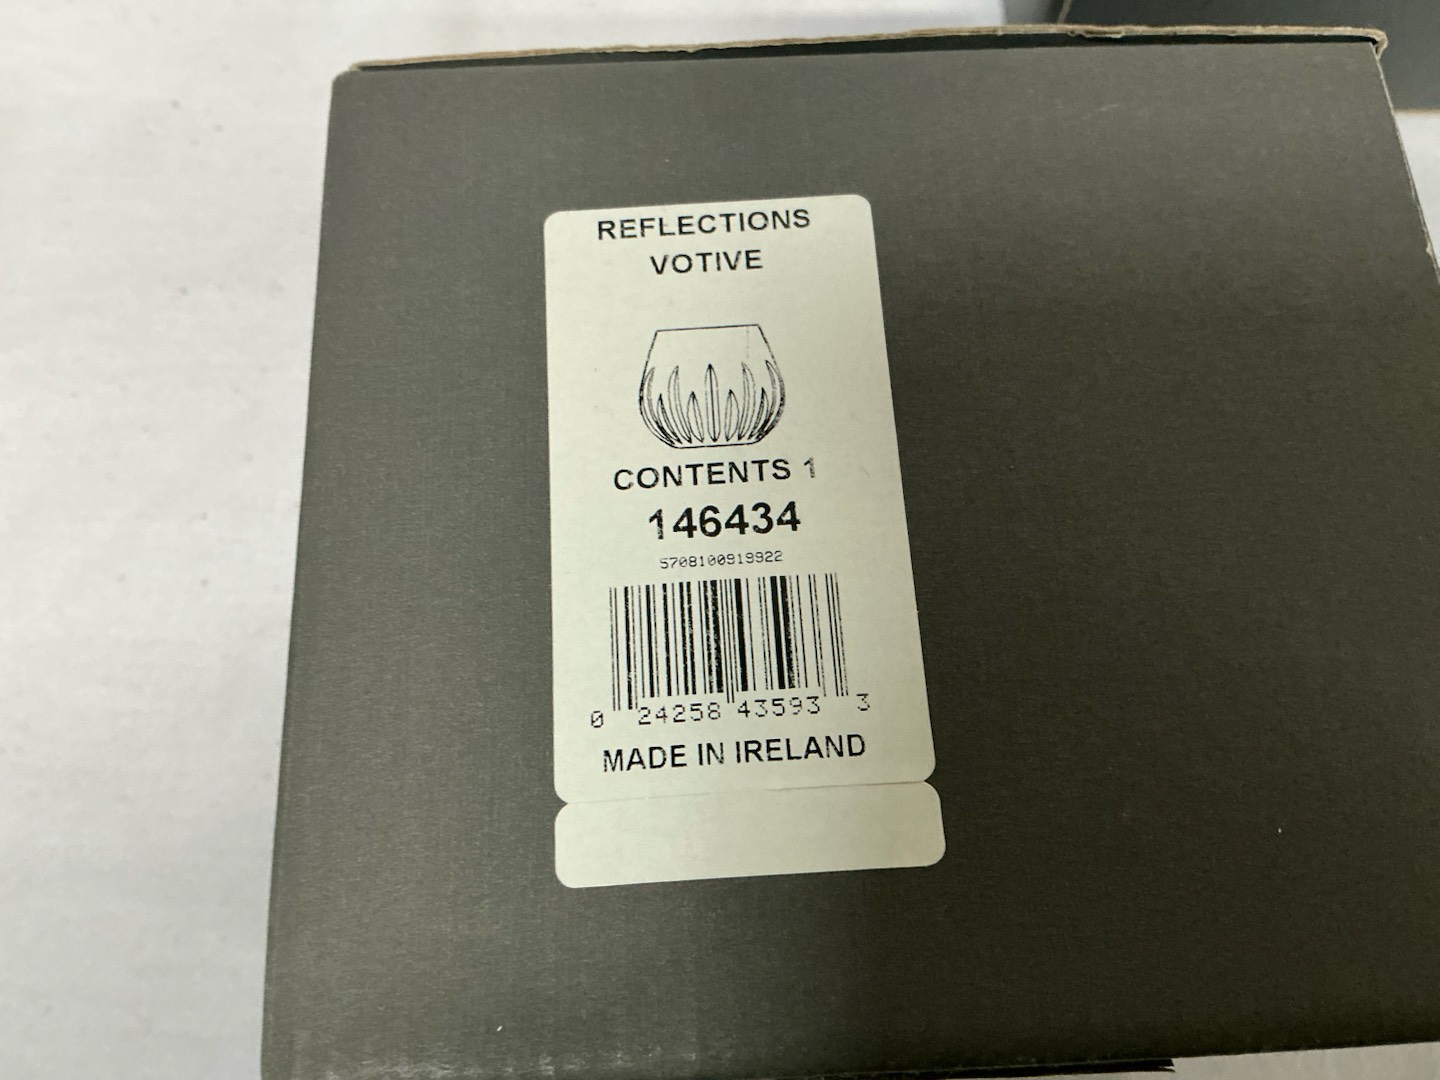 REFLECTIONS
VOTIVE
CONTENTS 1
146434
5708100919922
0 24258 43593 3
MADE IN IRELAND